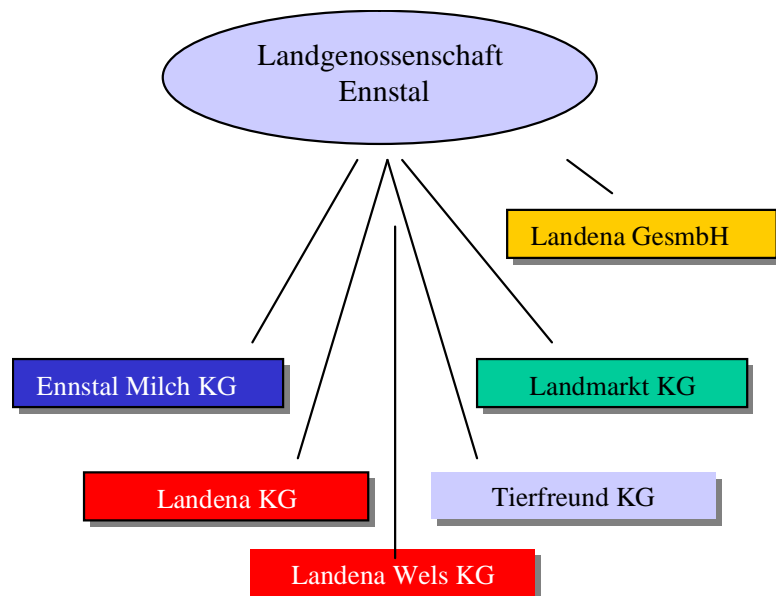 Landgenossenschaft
Ennstal
Landena GesmbH
Ennstal Milch KG
Landmarkt KG
Landena KG
Tierfreund KG
Landena Wels KG